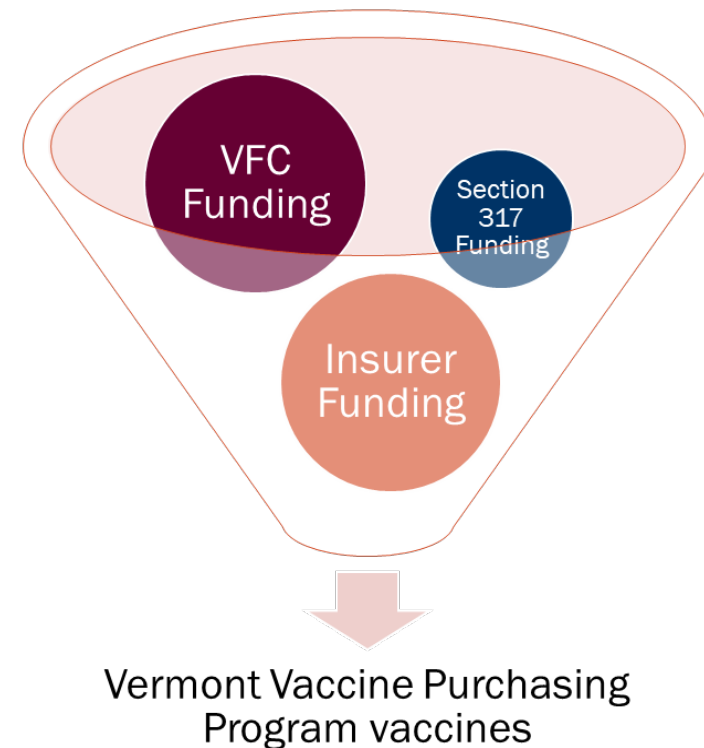 VFC
Funding
Section
317
Funding
Insurer
Funding
Vermont Vaccine Purchasing
Program vaccines